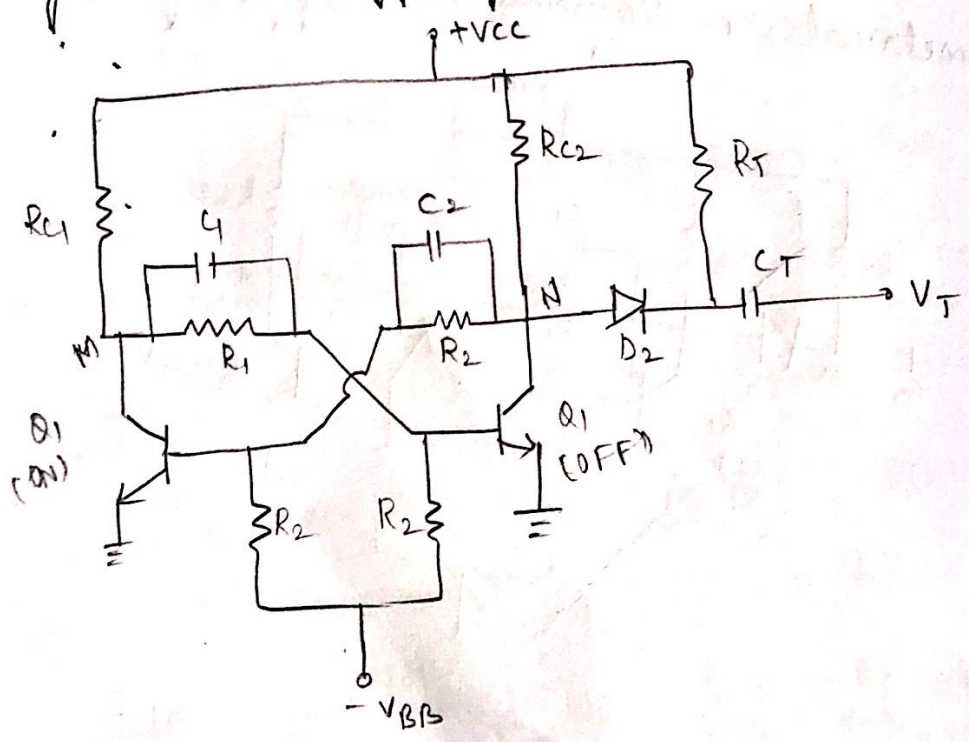 +VCC
RC1
C1
C2
RC2
RT
CT
VT
M
R1
R2
N
D2
Q1
(ON)
Q1
(OFF)
R2
R2
- VBB